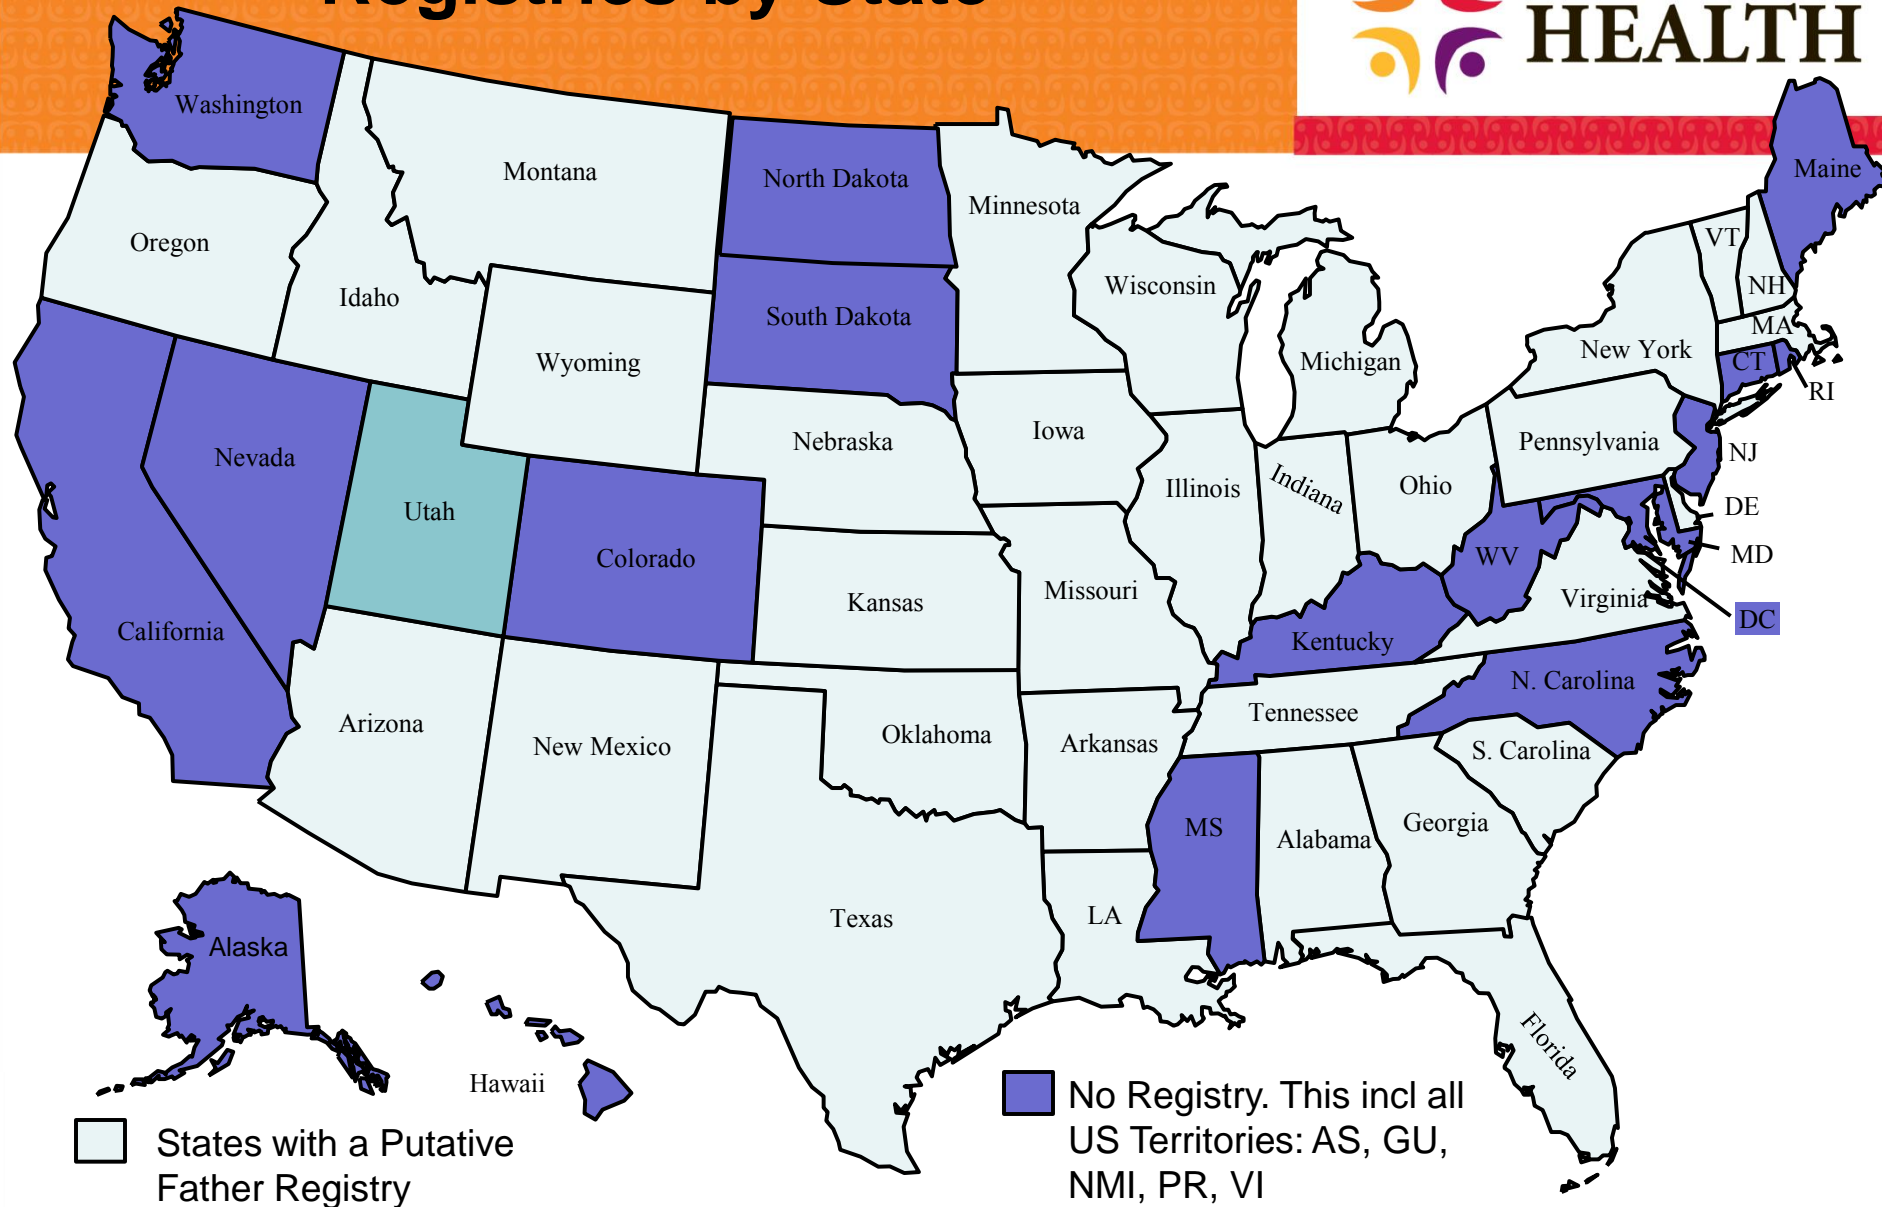 Registries by State
HEALTH
Washington
Oregon
Idaho
Montana
Wyoming
North Dakota
South Dakota
Minnesota
Wisconsin
Michigan
Iowa
Nebraska
Nevada
Utah
Colorado
California
Arizona
New Mexico
Kansas
Oklahoma
Texas
Missouri
Arkansas
LA
Illinois
Indiana
Ohio
Kentucky
Tennessee
MS
Alabama
Georgia
Florida
S. Carolina
N. Carolina
Virginia
WV
Pennsylvania
New York
VT
NH
Maine
MA
CT
RI
NJ
DE
MD
DC
Alaska
Hawaii
States with a Putative
Father Registry
No Registry. This incl all
US Territories: AS, GU,
NMI, PR, VI